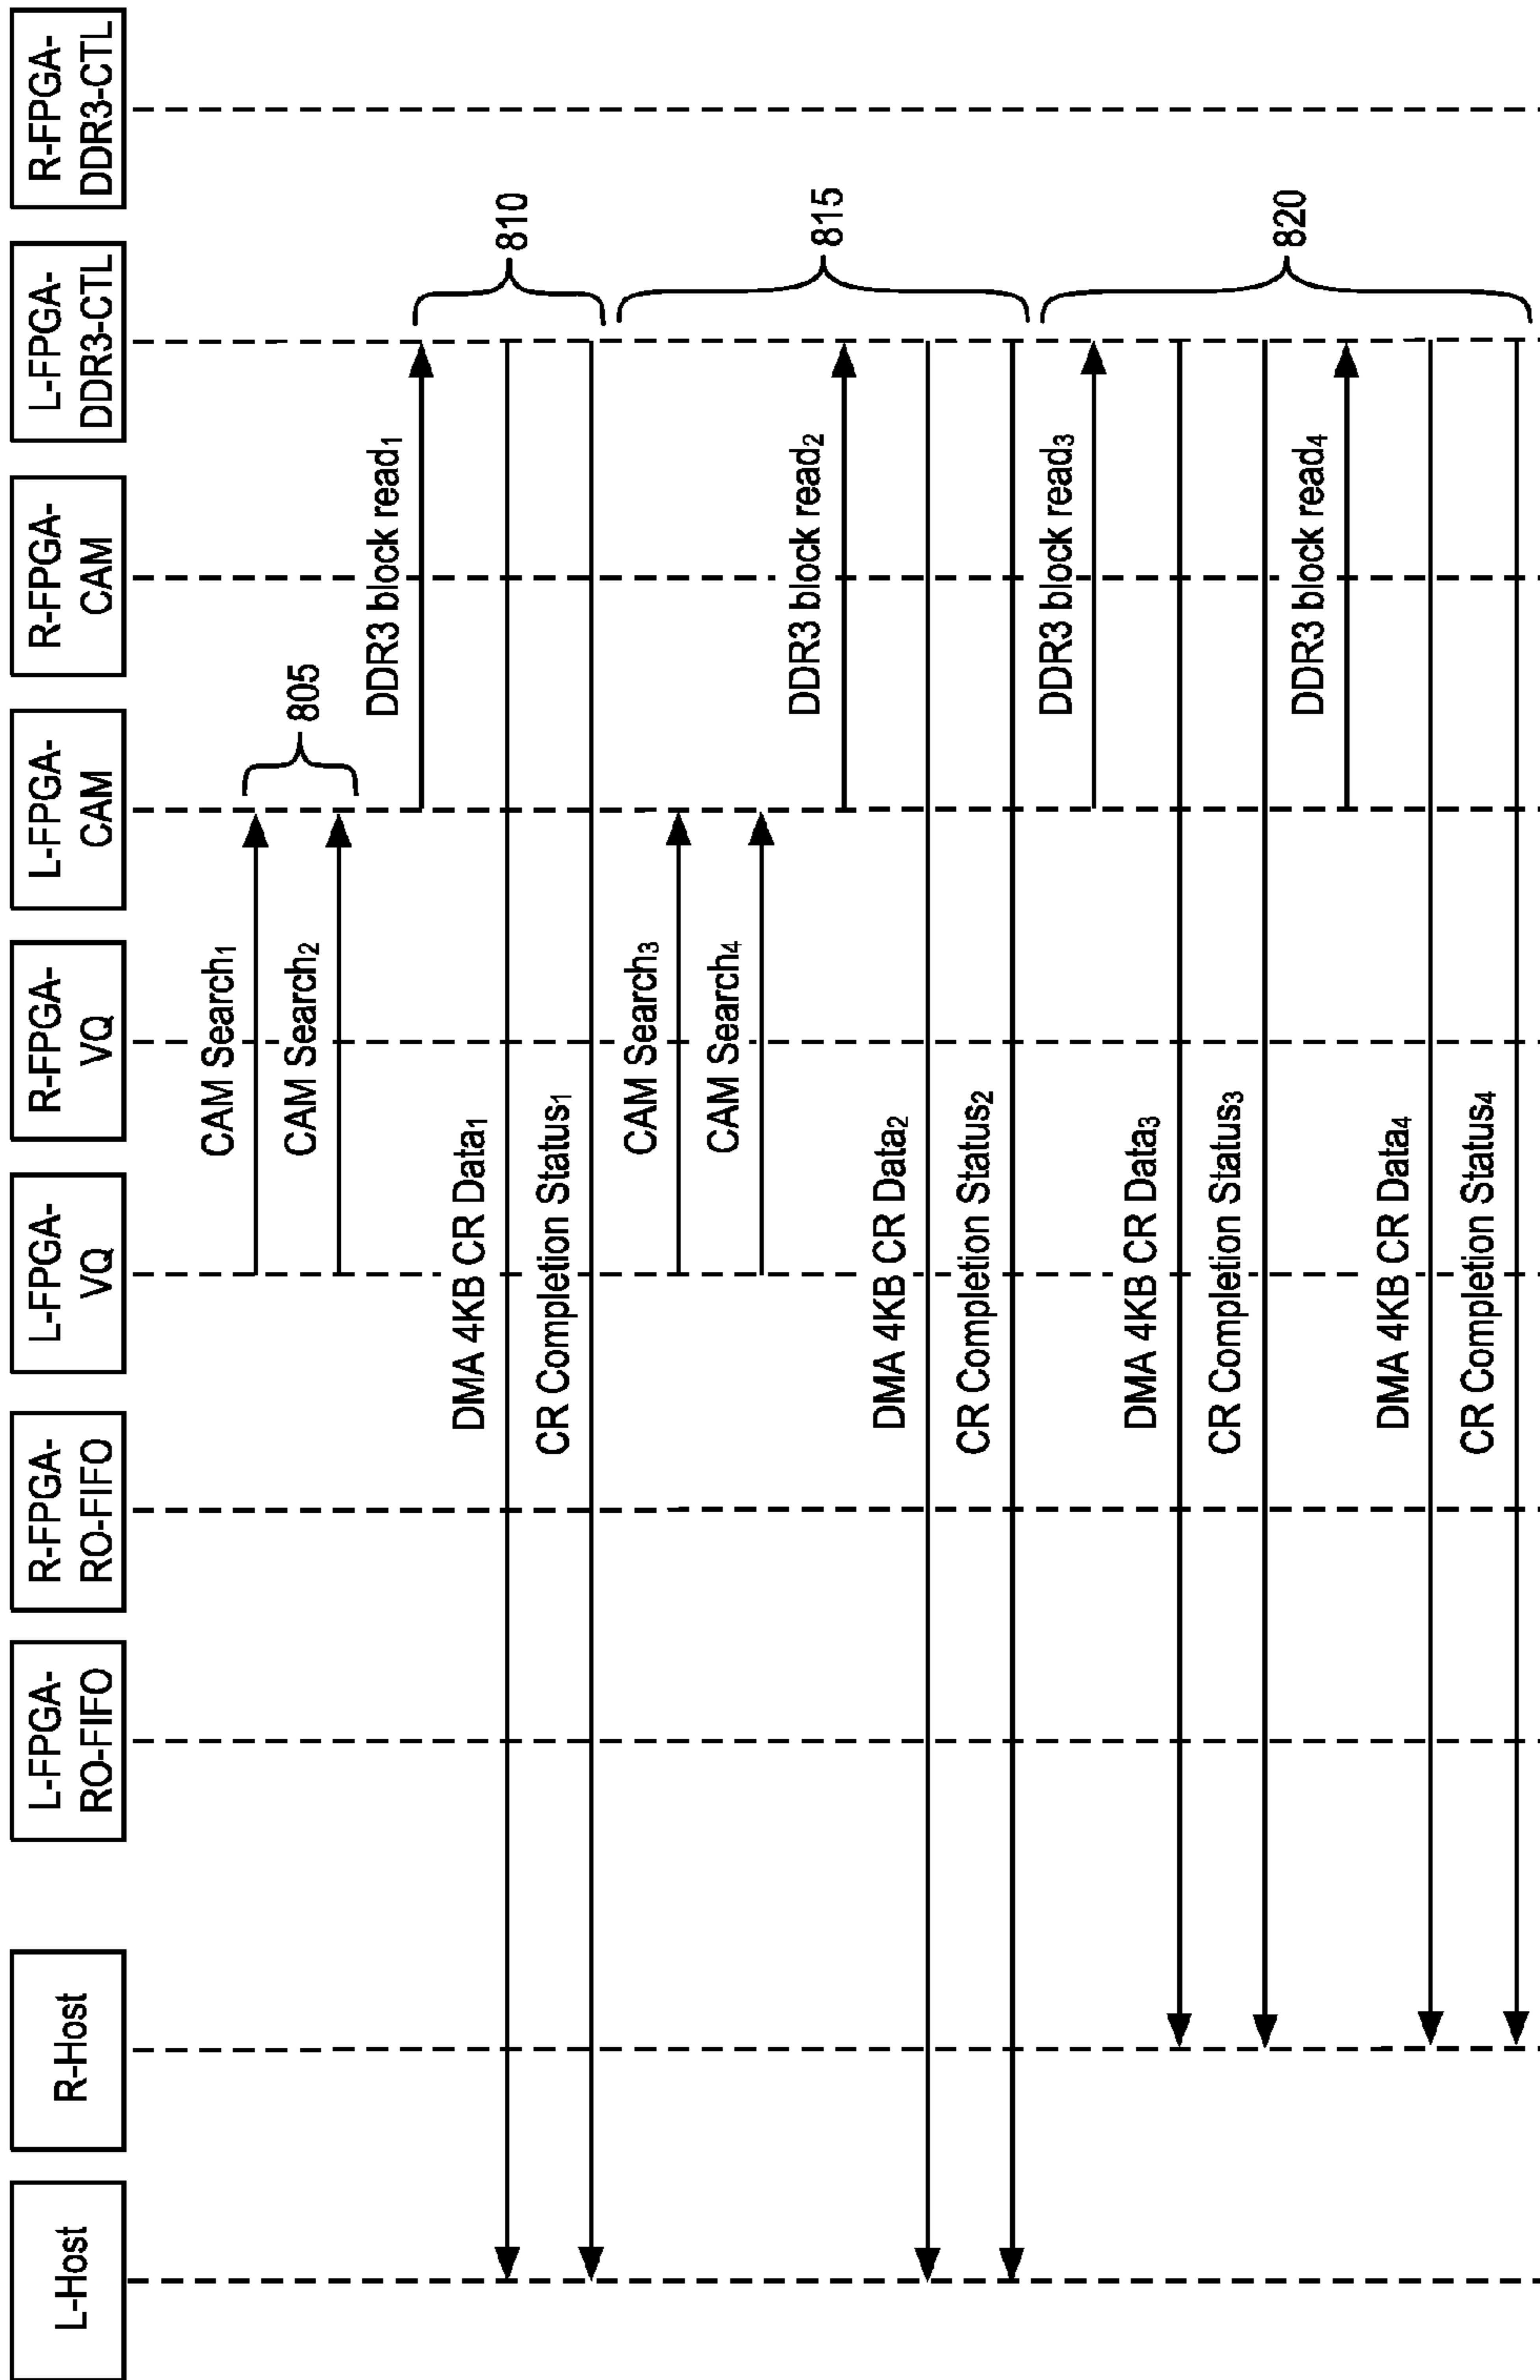 L-Host
R-Host
L-FPGA-
RO-FIFO
R-FPGA-
RO-FIFO
L-FPGA-
VQ
R-FPGA-
VQ
L-FPGA-
CAM
R-FPGA-
CAM
L-FPGA-
DDR3-CTL
R-FPGA-
DDR3-CTL
CAM Search₁
CAM Search₂
805
DDR3 block read₁
DMA 4KB CR Data₁
CR Completion Status₁
810
CAM Search₃
CAM Search₄
DDR3 block read₂
DMA 4KB CR Data₂
CR Completion Status₂
815
DDR3 block read₃
DMA 4KB CR Data₃
CR Completion Status₃
DDR3 block read₄
DMA 4KB CR Data₄
CR Completion Status₄
820